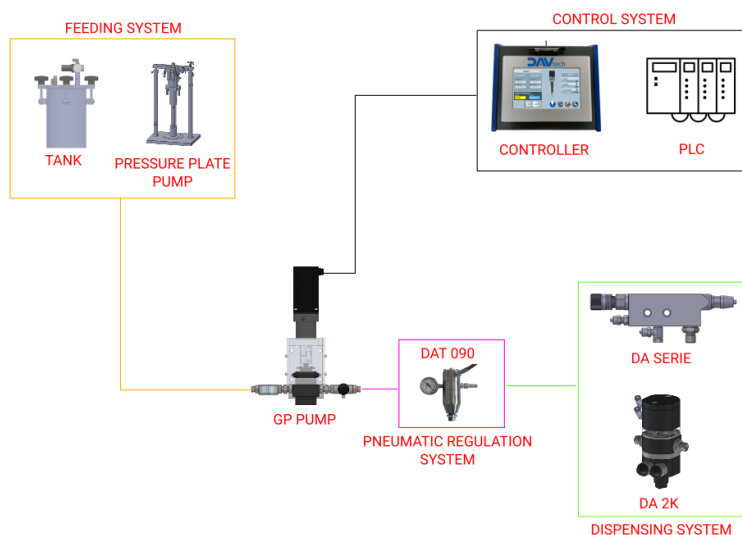 FEEDING SYSTEM
TANK
PRESSURE PLATE
PUMP
CONTROL SYSTEM
DAVtech
CONTROLLER
PLC
GP PUMP
DAT 090
PNEUMATIC REGULATION
SYSTEM
DA SERIE
DA 2K
DISPENSING SYSTEM